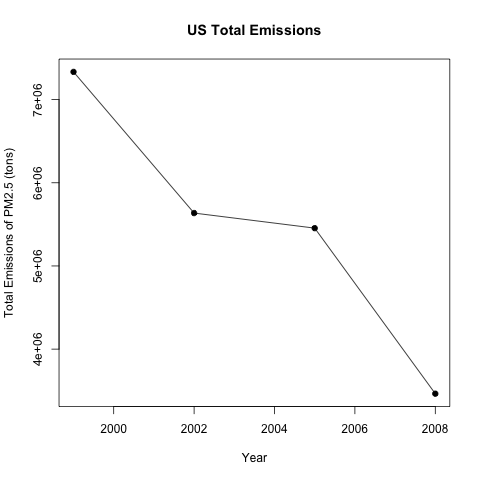 US Total Emissions
Total Emissions of PM2.5 (tons)
7e+06
6e+06
5e+06
4e+06
2000 2002 2004 2006 2008
Year